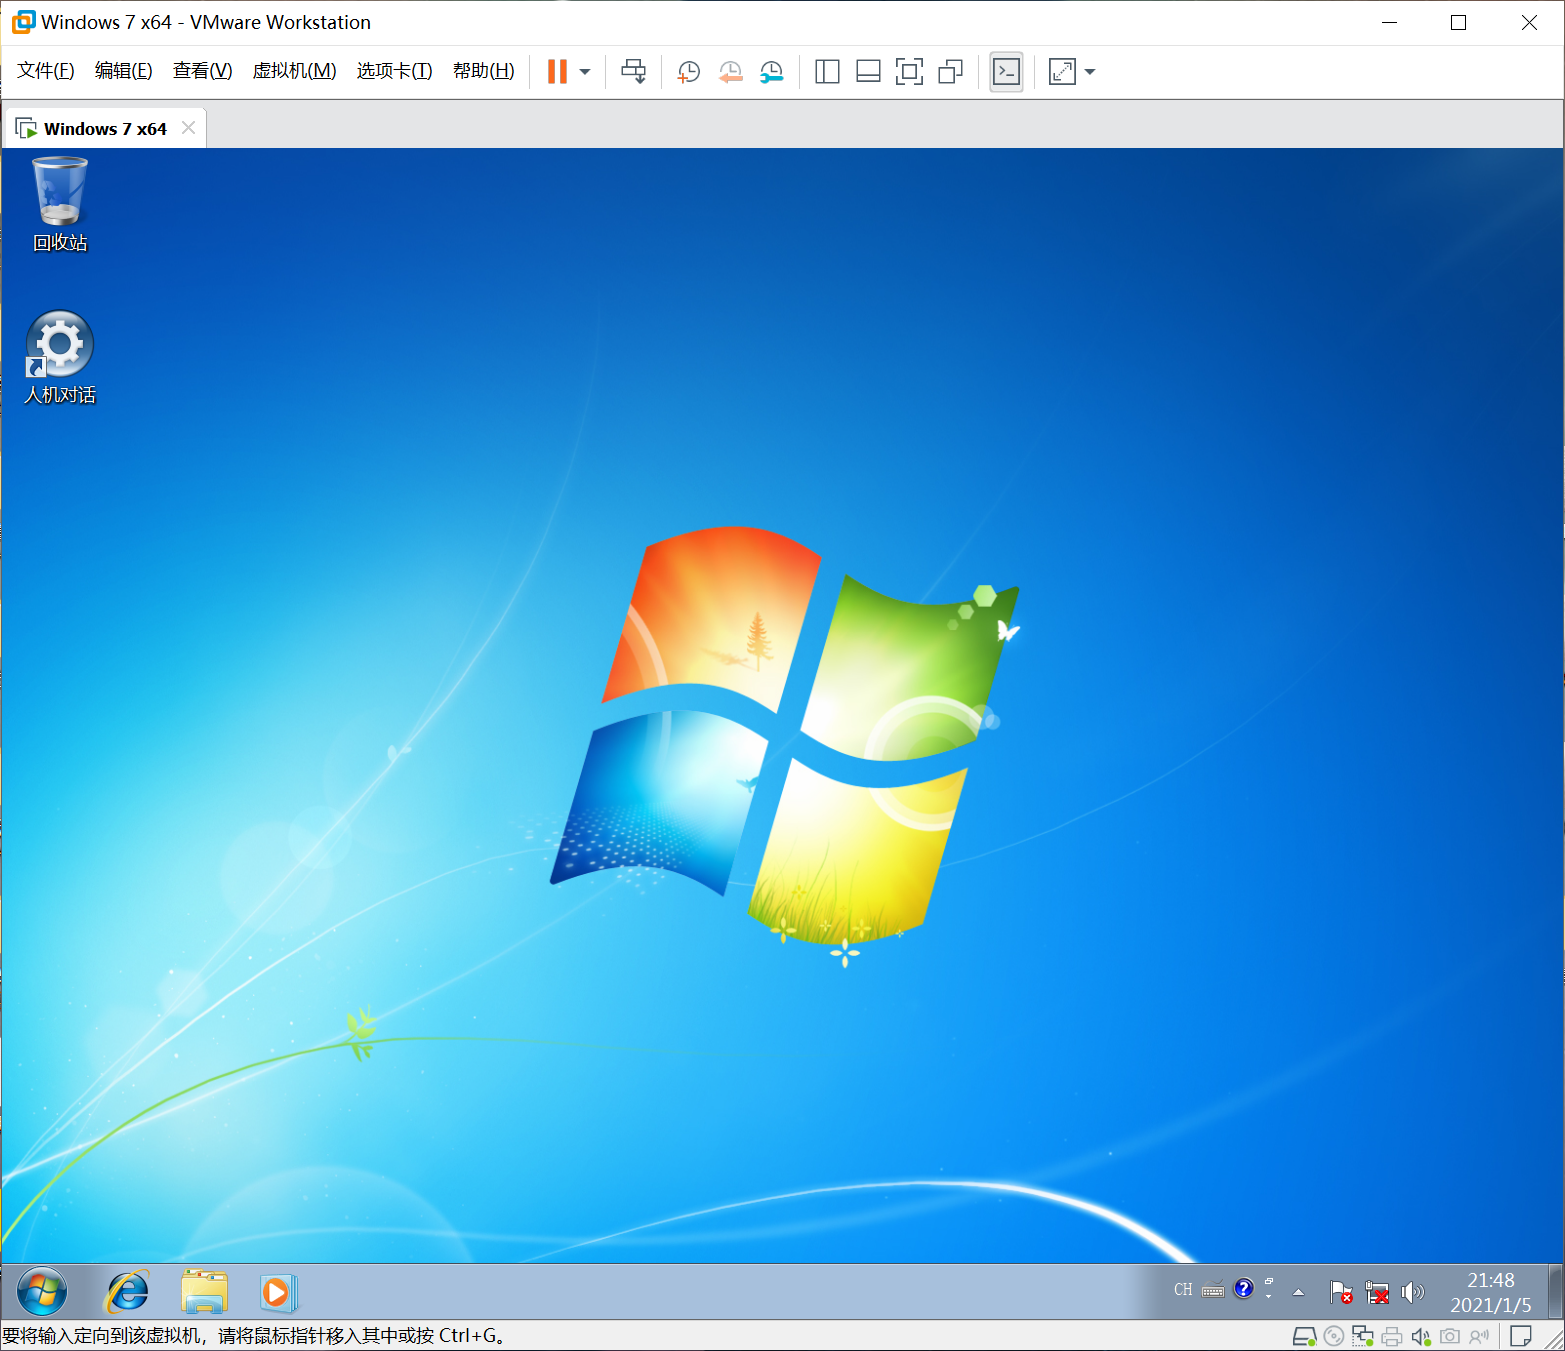 Windows 7 x64 - VMware Workstation
文件(F) 编辑(E) 查看(V) 虚拟机(M) 选项卡(T) 帮助(H)
Windows 7 x64
回收站
人机对话
CH
21:48
2021/1/5
要将输入定向到该虚拟机，请将鼠标指针移入其中或按 Ctrl+G。